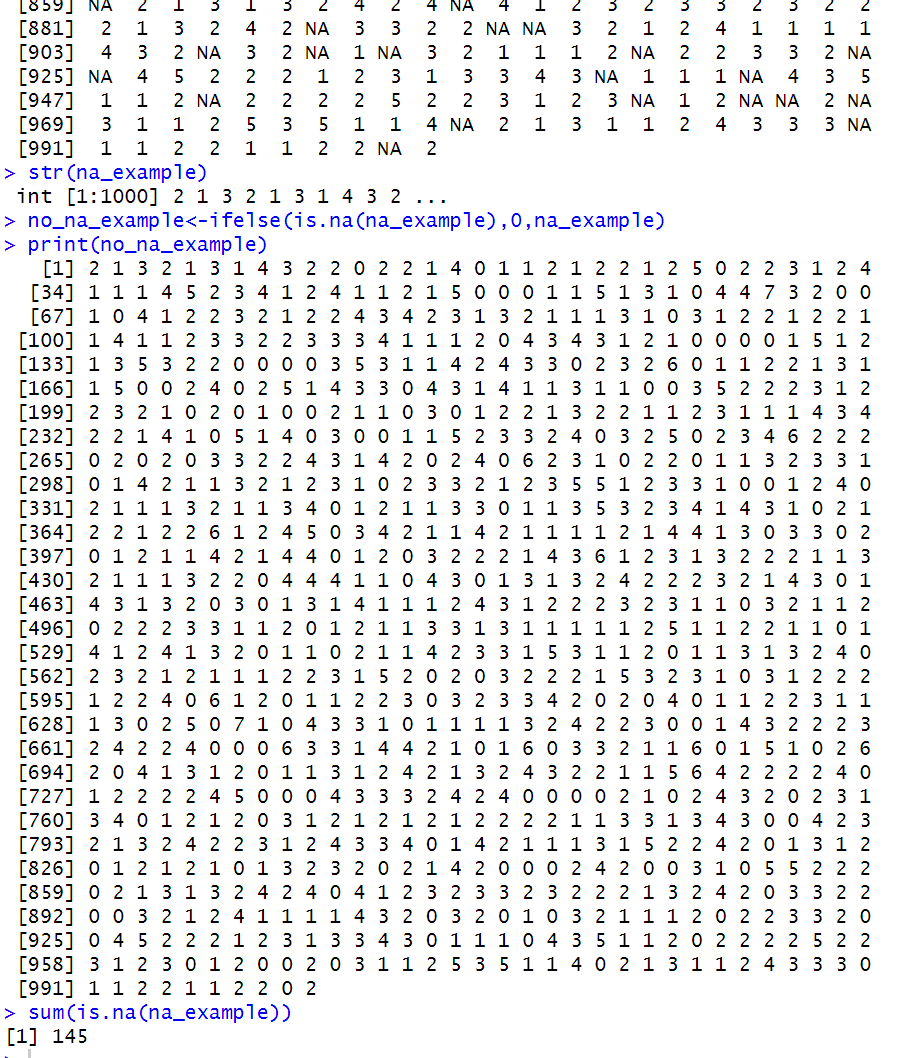 [859] NA 2 1 3 1 3 2 4 2 4 NA 4 1 2 3 2 3 3 2 3 2 2
[881] 2 1 3 2 4 2 NA 3 3 2 2 NA NA 3 2 1 2 4 1 1 1 1
[903] 4 3 2 NA 3 2 NA 1 NA 3 2 1 1 1 2 NA 2 2 3 3 2 NA
[925] NA 4 5 2 2 2 1 2 3 1 3 3 4 3 NA 1 1 1 NA 4 3 5
[947] 1 1 2 NA 2 2 2 2 5 2 2 3 1 2 3 NA 1 2 NA NA 2 NA
[969] 3 1 1 2 5 3 5 1 1 4 NA 2 1 3 1 1 2 4 3 3 3 NA
[991] 1 1 2 2 1 1 2 2 NA 2
> str(na_example)
int [1:1000] 2 1 3 2 1 3 1 4 3 2 ...
> no_na_example<-ifelse(is.na(na_example),0,na_example)
> print(no_na_example)
[1] 2 1 3 2 1 3 1 4 3 2 2 0 2 2 1 4 0 1 1 2 1 2 2 1 2 5 0 2 2 3 1 2 4
[34] 1 1 1 4 5 2 3 4 1 2 4 1 1 2 1 5 0 0 0 1 1 5 1 3 1 0 4 4 7 3 2 0 0
[67] 1 0 4 1 2 2 3 2 1 2 2 4 3 4 2 3 1 3 2 1 1 1 3 1 0 3 1 2 2 1 2 2 1
[100] 1 4 1 1 2 3 3 2 2 3 3 3 4 1 1 1 2 0 4 3 4 3 1 2 1 0 0 0 0 1 5 1 2
[133] 1 3 5 3 2 2 0 0 0 0 3 5 3 1 1 4 2 4 3 3 0 2 3 2 6 0 1 1 2 2 1 3 1
[166] 1 5 0 0 2 4 0 2 5 1 4 3 3 0 4 3 1 4 1 1 3 1 1 0 0 3 5 2 2 2 3 1 2
[199] 2 3 2 1 0 2 0 1 0 0 2 1 1 0 3 0 1 2 2 1 3 2 2 1 1 2 3 1 1 1 4 3 4
[232] 2 2 1 4 1 0 5 1 4 0 3 0 0 1 1 5 2 3 3 2 4 0 3 2 5 0 2 3 4 6 2 2 2
[265] 0 2 0 2 0 3 3 2 2 4 3 1 4 2 0 2 4 0 6 2 3 1 0 2 2 0 1 1 3 2 3 3 1
[298] 0 1 4 2 1 1 3 2 1 2 3 1 0 2 3 3 2 1 2 3 5 5 1 2 3 3 1 0 0 1 2 4 0
[331] 2 1 1 1 3 2 1 1 3 4 0 1 2 1 1 3 3 0 1 1 3 5 3 2 3 4 1 4 3 1 0 2 1
[364] 2 2 1 2 2 6 1 2 4 5 0 3 4 2 1 1 4 2 1 1 1 1 2 1 4 4 1 3 0 3 3 0 2
[397] 0 1 2 1 1 4 2 1 4 4 0 1 2 0 3 2 2 2 1 4 3 6 1 2 3 1 3 2 2 2 1 1 3
[430] 2 1 1 1 3 2 2 0 4 4 4 1 1 0 4 3 0 1 3 1 3 2 4 2 2 2 3 2 1 4 3 0 1
[463] 4 3 1 3 2 0 3 0 1 3 1 4 1 1 1 2 4 3 1 2 2 2 3 2 3 1 1 0 3 2 1 1 2
[496] 0 2 2 2 3 3 1 1 2 0 1 2 1 1 3 3 1 3 1 1 1 1 1 2 5 1 1 2 2 1 1 0 1
[529] 4 1 2 4 1 3 2 0 1 1 0 2 1 1 4 2 3 3 1 5 3 1 1 2 0 1 1 3 1 3 2 4 0
[562] 2 3 2 1 2 1 1 1 2 2 3 1 5 2 0 2 0 3 2 2 2 1 5 3 2 3 1 0 3 1 2 2 2
[595] 1 2 2 4 0 6 1 2 0 1 1 2 2 3 0 3 2 3 3 4 2 0 2 0 4 0 1 1 2 2 3 1 1
[628] 1 3 0 2 5 0 7 1 0 4 3 3 1 0 1 1 1 1 3 2 4 2 2 3 0 0 1 4 3 2 2 2 3
[661] 2 4 2 2 4 0 0 0 6 3 3 1 4 4 2 1 0 1 6 0 3 3 2 1 1 6 0 1 5 1 0 2 6
[694] 2 0 4 1 3 1 2 0 1 1 3 1 2 4 2 1 3 2 4 3 2 2 1 1 5 6 4 2 2 2 4 0
[727] 1 2 2 2 2 4 5 0 0 0 4 3 3 3 2 4 2 4 0 0 0 0 2 1 0 2 4 3 2 0 2 3 1
[760] 3 4 0 1 2 1 2 0 3 1 2 1 2 1 2 1 2 2 2 2 1 1 3 3 1 3 4 3 0 0 4 2 3
[793] 2 1 3 2 4 2 2 3 1 2 4 3 3 4 0 1 4 2 1 1 1 3 1 5 2 2 4 2 0 1 3 1 2
[826] 0 1 2 1 2 1 0 1 3 2 3 2 0 2 1 4 2 0 0 0 2 4 2 0 0 3 1 0 5 5 2 2 2
[859] 0 2 1 3 1 3 2 4 2 4 0 4 1 2 3 2 3 3 2 3 2 2 2 1 3 2 4 2 0 3 3 2 2
[892] 0 0 3 2 1 2 4 1 1 1 1 4 3 2 0 3 2 0 1 0 3 2 1 1 1 2 0 2 2 3 3 2 0
[925] 0 4 5 2 2 2 1 2 3 1 3 3 4 3 0 1 1 1 0 4 3 5 1 1 2 0 2 2 2 2 5 2 2
[958] 3 1 2 3 0 1 2 0 0 2 0 3 1 1 2 5 3 5 1 1 4 0 2 1 3 1 1 2 4 3 3 3 0
[991] 1 1 2 2 1 1 2 2 0 2
> sum(is.na(na_example))
[1] 145